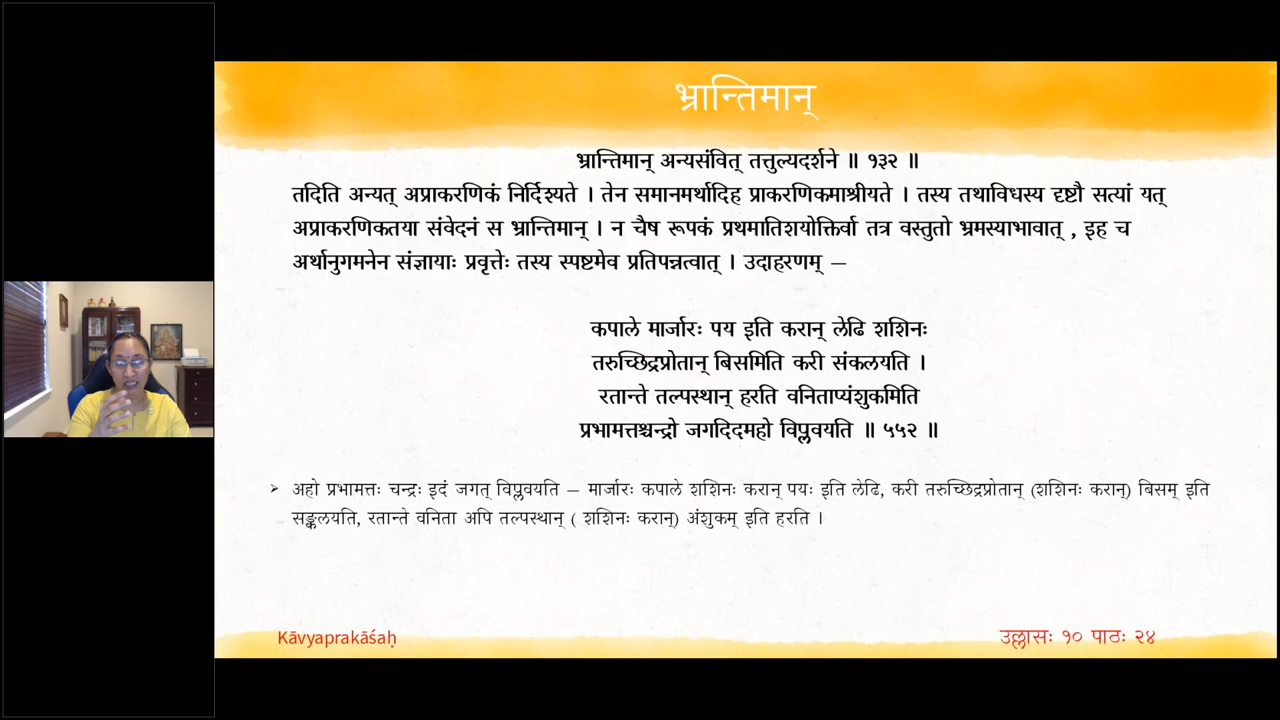 भ्रान्तिमान्
भ्रान्तिमान् अन्यसंवित् तत्तुल्यदर्शने ॥ १३२ ॥
तदिति अन्यत् अप्राकरणिकं निर्दिश्यते । तेन समानमर्थादिह प्राकरणिकमाश्रीयते । तस्य तथाविधस्य दृष्टौ सत्यां यत्
अप्राकरणिकतया संवेदनं स भ्रान्तिमान् । न चैष रूपकं प्रथमातिशयोक्तिर्वा तत्र वस्तुतो भ्रमस्याभावात् , इह च
अर्थानुगमनेन संज्ञायाः प्रवृत्तेः तस्य स्पष्टमेव प्रतिपन्नत्वात् । उदाहरणम् –
कपाले मार्जारः पय इति करान् लेढि शशिनः
तरुच्छिद्रप्रोतान् बिसमिति करी संकलयति ।
रतान्ते तल्पस्थान् हरति वनिताप्यंशुकमिति
प्रभामत्तश्चन्द्रो जगदिदमहो विप्लवयति ॥ ५५२ ॥
➢ अहो प्रभामत्तः चन्द्रः इदं जगत् विप्लवयति – मार्जारः कपाले शशिनः करान् पयः इति लेढि, करी तरुच्छिद्रप्रोतान् (शशिनः करान्) बिसम् इति
सङ्कलयति, रतान्ते वनिता अपि तल्पस्थान् ( शशिनः करान्) अंशुकम् इति हरति ।
Kāvyaprakāśaḥ
उल्लासः १० पाठः २४